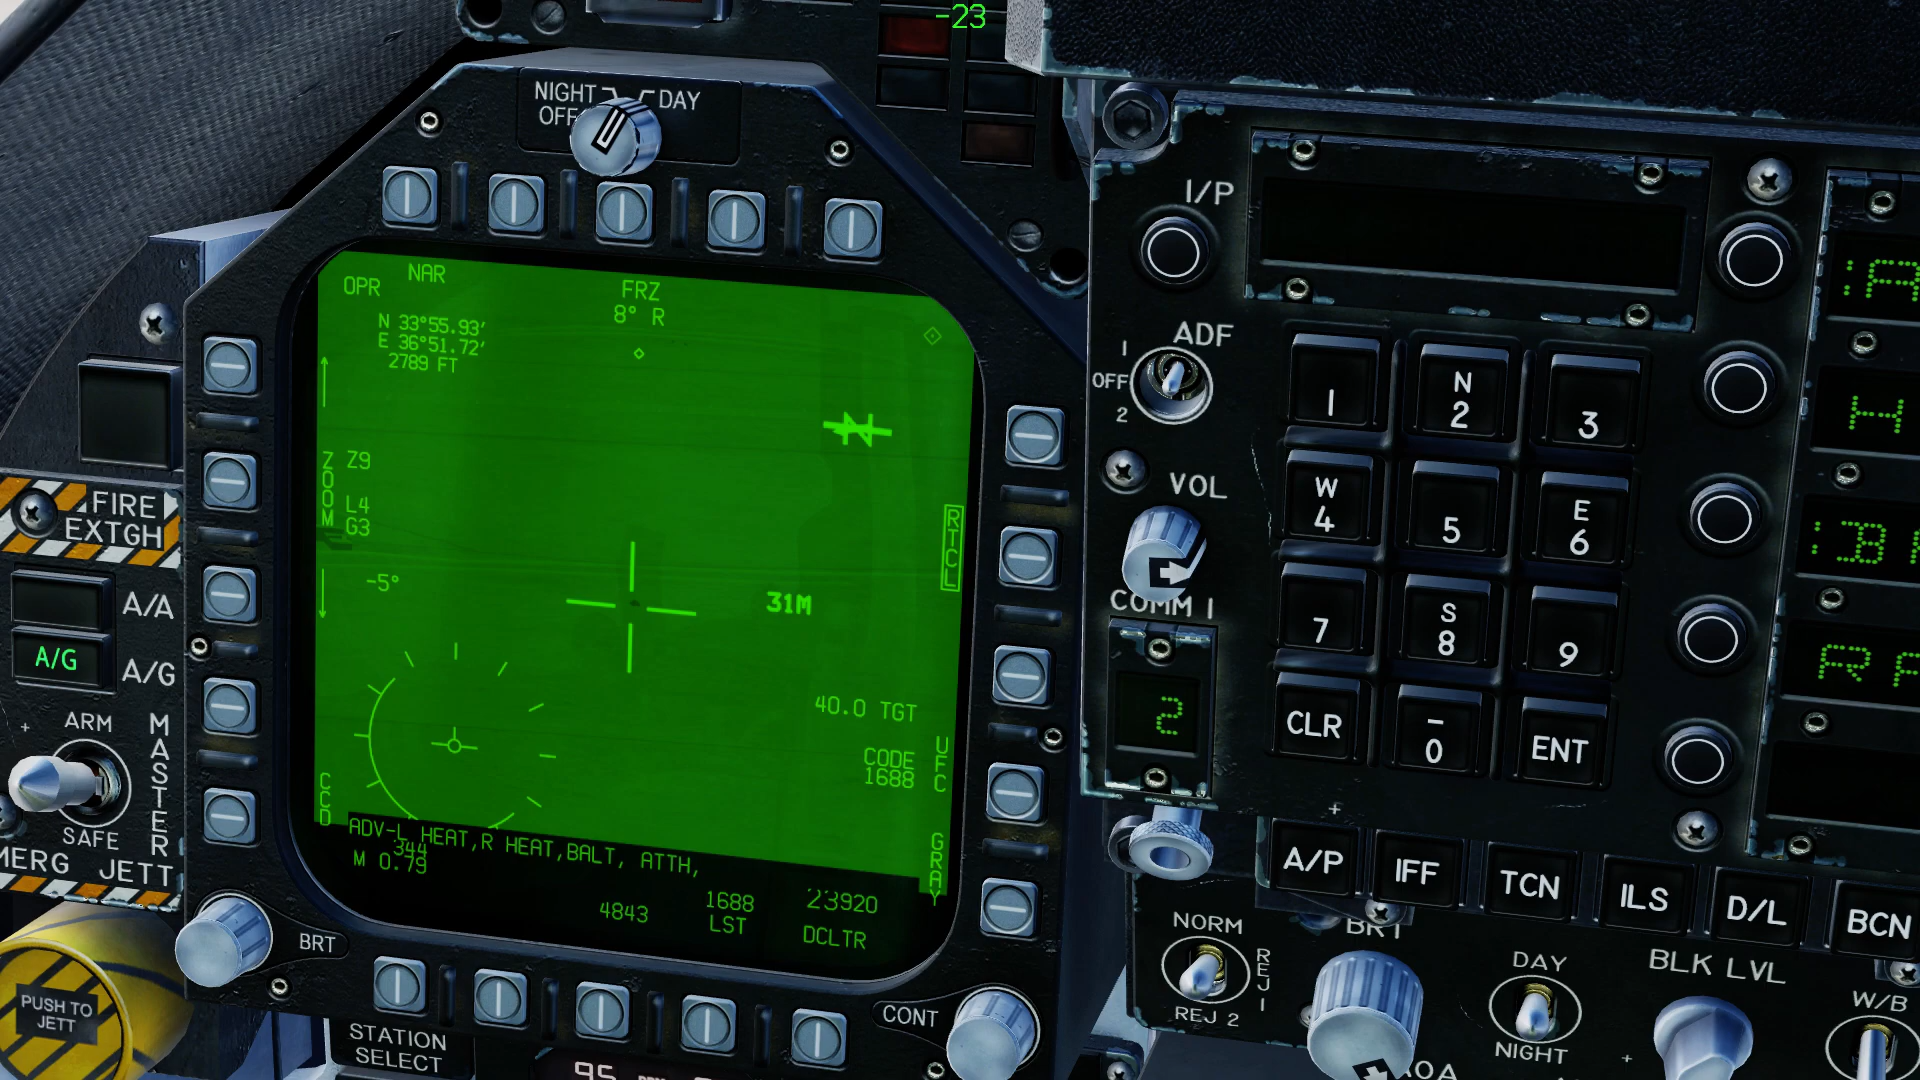 -23
NIGHT DAY
OFF
I/P
OPR NAR FRZ
8° R
N 33°55.93'
E 36°51.72'
2789 FT
ADF
1
OFF
2
1
N 2
3
ZOOM Z9
L4
G3
RTCL
FIRE
EXTGH
VOL
W 4
5
E 6
-5°
31M
COMM 1
A/A
A/G A/G
7
S 8
9
2
40.0 TGT
CODE
1688
UFC
CLR
– 0
ENT
ARM
MASTER
SAFE
JETT
CCD
GRAY
ADV-L HEAT,R HEAT,BALT, ATTH,
344
M 0.79
4843
1688
LST
23920
DCLTR
A/P IFF TCN ILS D/L BCN
BRT
CONT
PUSH TO
JETT
STATION
SELECT
NORM
REJ 1
REJ 2
BRT
DAY
NIGHT
BLK LVL
W/B
AOA